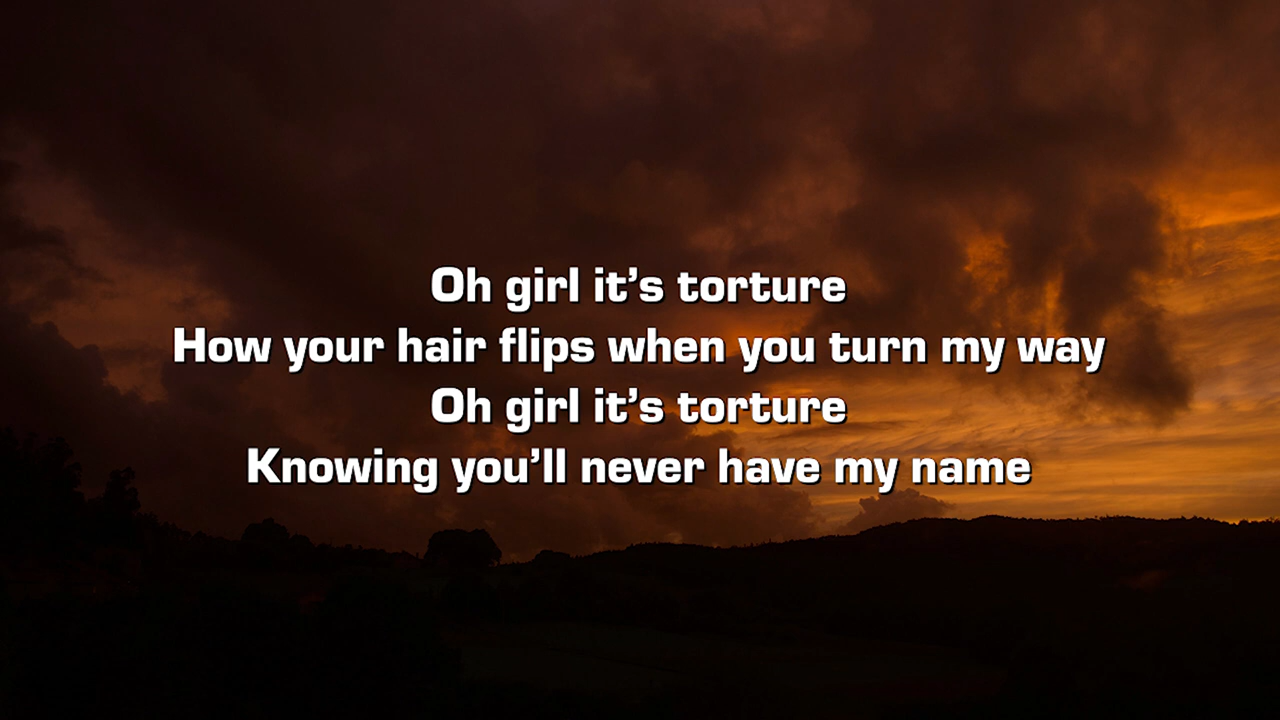 Oh girl it’s torture
How your hair flips when you turn my way
Oh girl it’s torture
Knowing you’ll never have my name